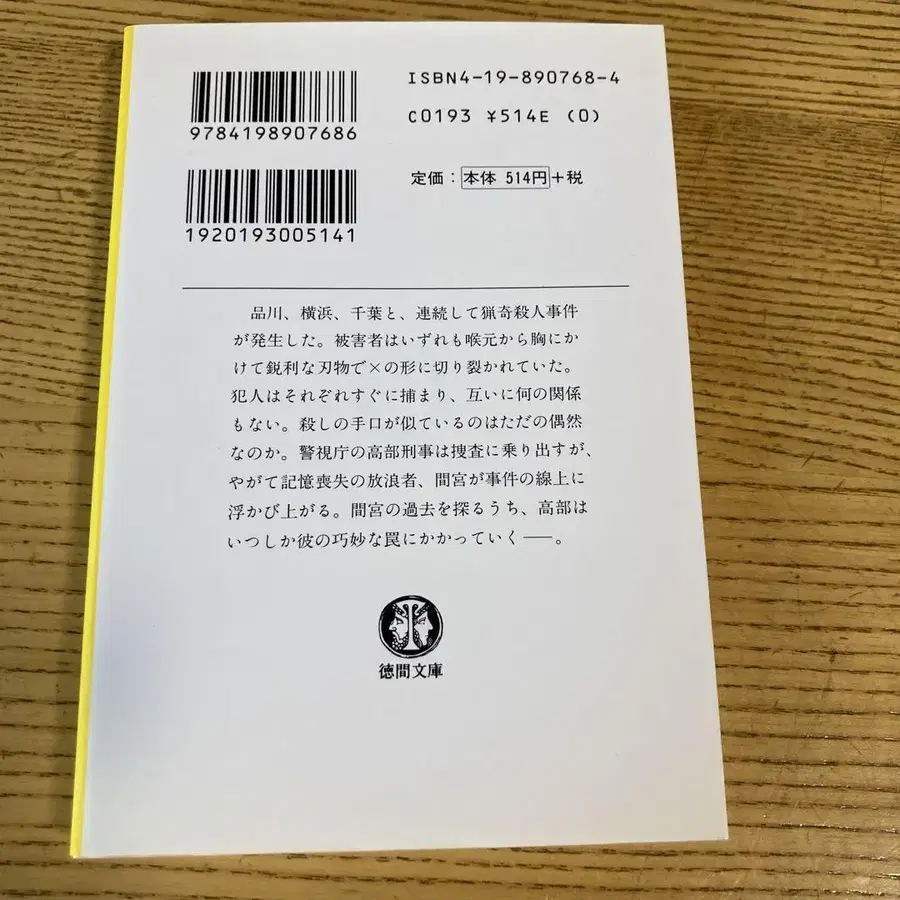 ISBN4-19-890768-4
9784198907686
C0193 ¥514E (0)
定価：本体 514円＋税
1920193005141
品川、横浜、千葉と、連続して猟奇殺人事件
が発生した。被害者はいずれも喉元から胸にか
けて鋭利な刃物で×の形に切り裂かれていた。
犯人はそれぞれすぐに捕まり、互いに何の関係
もない。殺しの手口が似ているのはただの偶然
なのか。警視庁の高部刑事は捜査に乗り出すが、
やがて記憶喪失の放浪者、間宮が事件の線上に
浮かび上がる。間宮の過去を探るうち、高部は
いつしか彼の巧妙な罠にかかっていく――。
徳間文庫